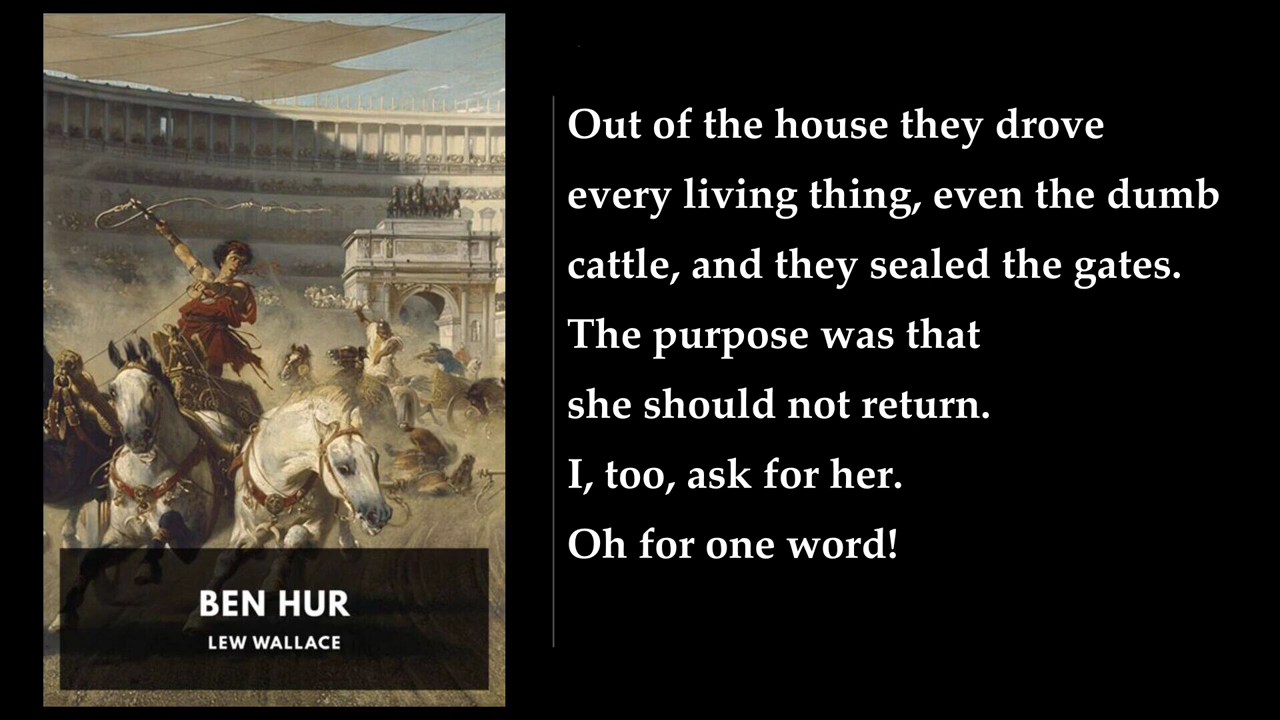 BEN HUR
LEW WALLACE
Out of the house they drove
every living thing, even the dumb
cattle, and they sealed the gates.
The purpose was that
she should not return.
I, too, ask for her.
Oh for one word!